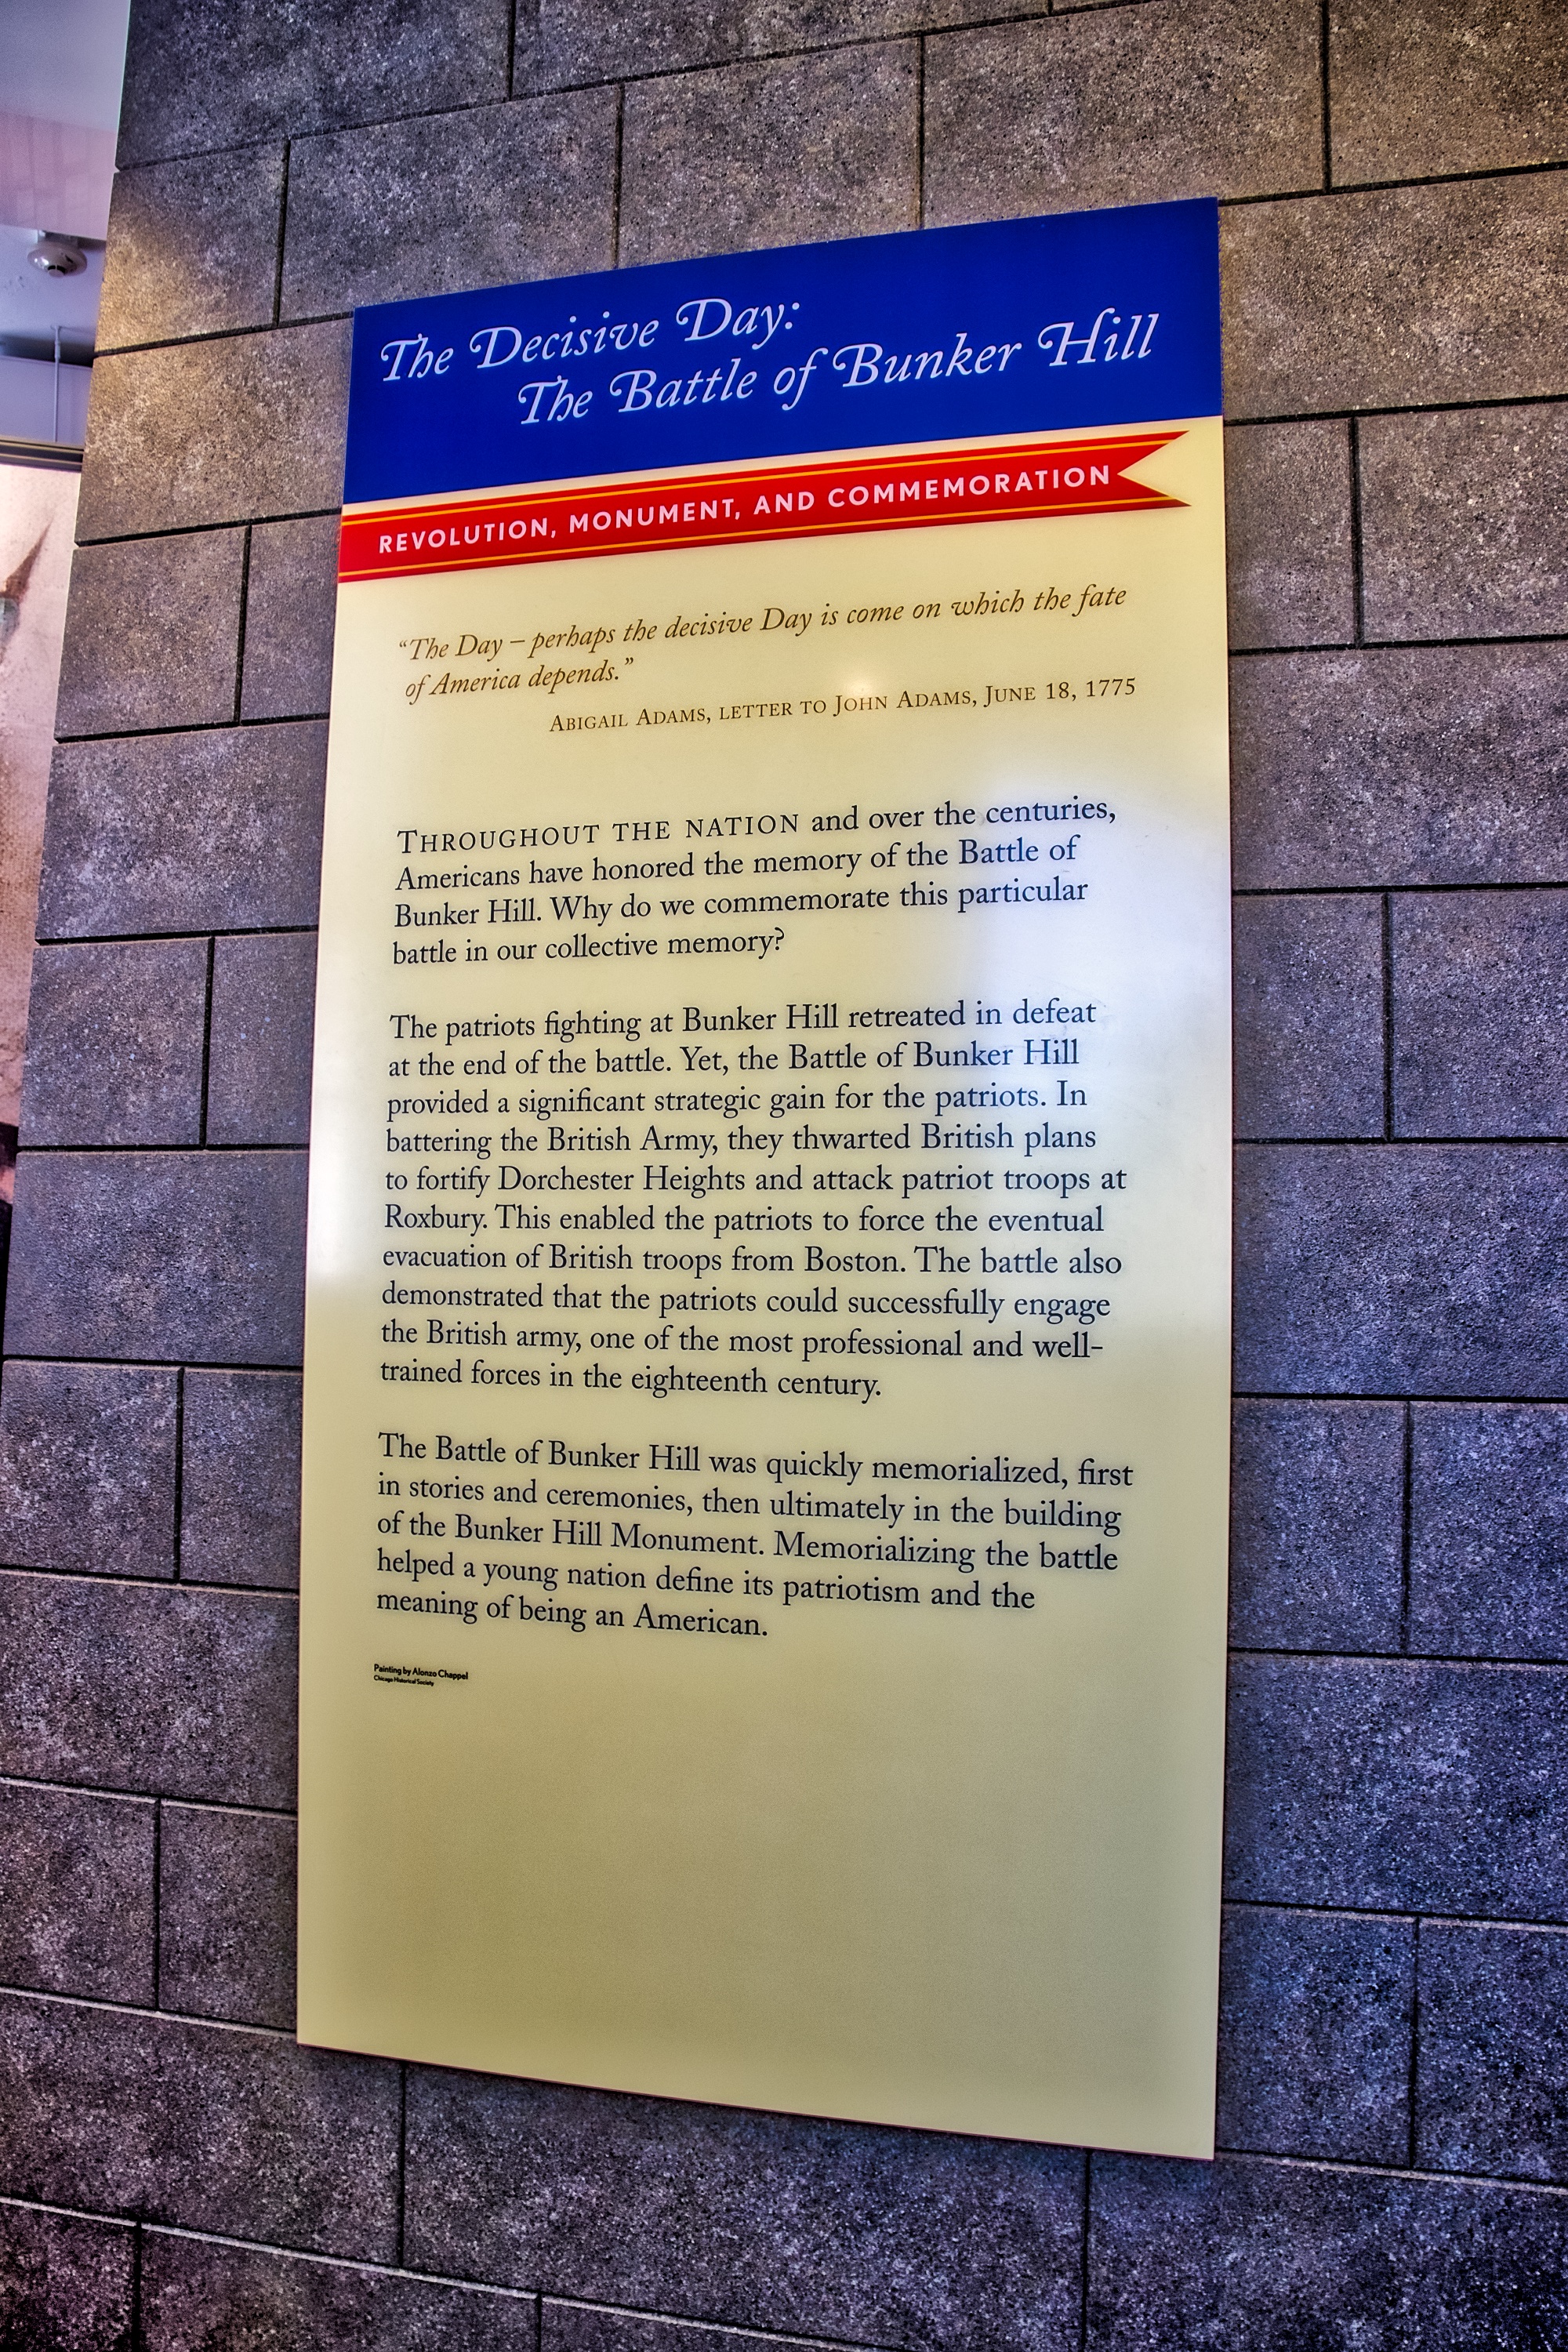 The Decisive Day:
The Battle of Bunker Hill
REVOLUTION, MONUMENT, AND COMMEMORATION
“The Day – perhaps the decisive Day is come on which the fate
of America depends.”
ABIGAIL ADAMS, LETTER TO JOHN ADAMS, JUNE 18, 1775
THROUGHOUT THE NATION and over the centuries,
Americans have honored the memory of the Battle of
Bunker Hill. Why do we commemorate this particular
battle in our collective memory?
The patriots fighting at Bunker Hill retreated in defeat
at the end of the battle. Yet, the Battle of Bunker Hill
provided a significant strategic gain for the patriots. In
battering the British Army, they thwarted British plans
to fortify Dorchester Heights and attack patriot troops at
Roxbury. This enabled the patriots to force the eventual
evacuation of British troops from Boston. The battle also
demonstrated that the patriots could successfully engage
the British army, one of the most professional and well-
trained forces in the eighteenth century.
The Battle of Bunker Hill was quickly memorialized, first
in stories and ceremonies, then ultimately in the building
of the Bunker Hill Monument. Memorializing the battle
helped a young nation define its patriotism and the
meaning of being an American.
Painting by Alonzo Chappel
Chicago Historical Society